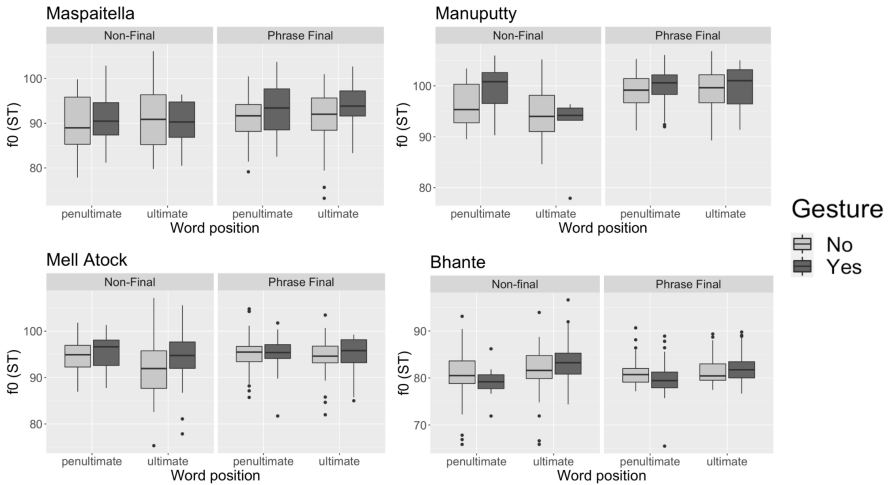 Maspaitella
Non-Final
Phrase Final
f0 (ST)
100
90
80
penultimate ultimate penultimate ultimate
Word position
Manuputty
Non-Final
Phrase Final
f0 (ST)
100
90
80
penultimate ultimate penultimate ultimate
Word position
Mell Atock
Non-Final
Phrase Final
f0 (ST)
100
90
80
penultimate ultimate penultimate ultimate
Word position
Bhante
Non-final
Phrase Final
f0 (ST)
90
80
70
penultimate ultimate penultimate ultimate
Word position
Gesture
No
Yes